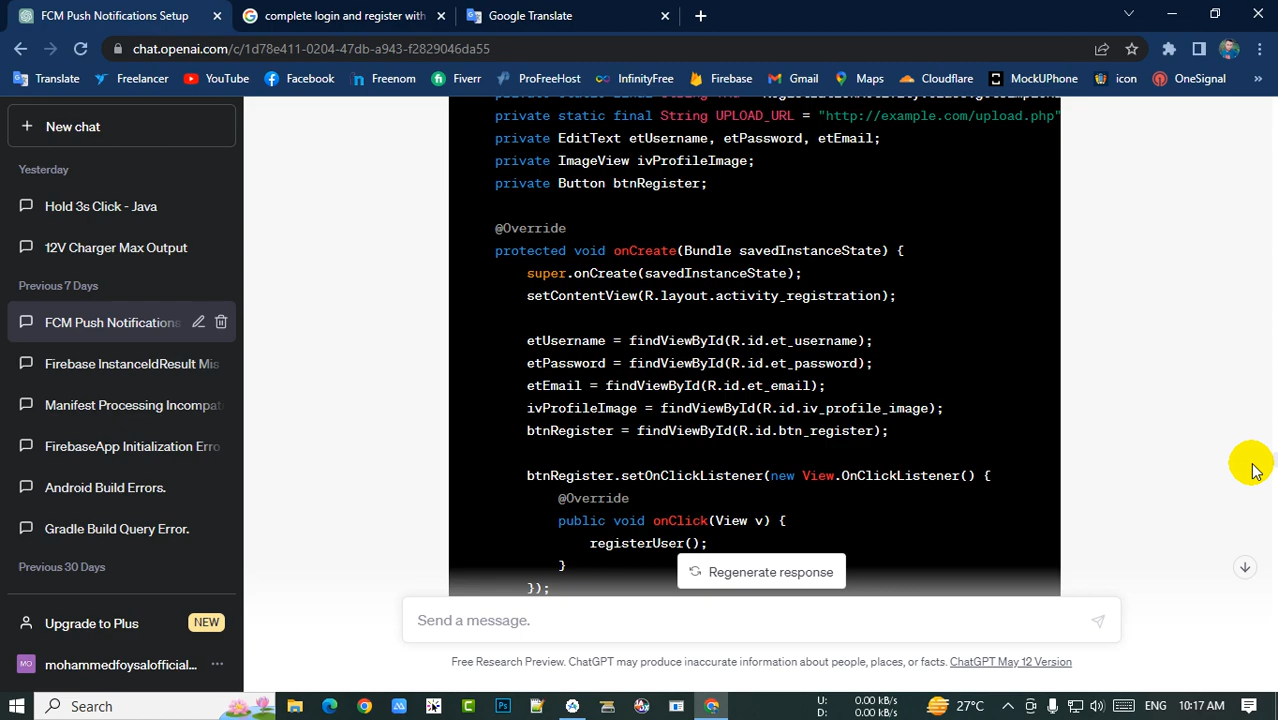 FCM Push Notifications Setup
complete login and register with
Google Translate
chat.openai.com/c/1d78e411-0204-47db-a943-f2829046da55
Translate
Freelancer
YouTube
Facebook
Freenom
Fiverr
ProFreeHost
InfinityFree
Firebase
Gmail
Maps
Cloudflare
MockUPhone
icon
OneSignal
»
New chat
Yesterday
Hold 3s Click - Java
12V Charger Max Output
Previous 7 Days
FCM Push Notifications
Firebase InstanceIdResult Mis
Manifest Processing Incompat
FirebaseApp Initialization Erro
Android Build Errors.
Gradle Build Query Error.
Previous 30 Days
Upgrade to Plus
NEW
MO
mohammedfoysalofficial...
private static final String UPLOAD_URL = "http://example.com/upload.php"
private EditText etUsername, etPassword, etEmail;
private ImageView ivProfileImage;
private Button btnRegister;
@Override
protected void onCreate(Bundle savedInstanceState) {
super.onCreate(savedInstanceState);
setContentView(R.layout.activity_registration);
etUsername = findViewById(R.id.et_username);
etPassword = findViewById(R.id.et_password);
etEmail = findViewById(R.id.et_email);
ivProfileImage = findViewById(R.id.iv_profile_image);
btnRegister = findViewById(R.id.btn_register);
btnRegister.setOnClickListener(new View.OnClickListener() {
@Override
public void onClick(View v) {
registerUser();
}
});
Regenerate response
Send a message.
Free Research Preview. ChatGPT may produce inaccurate information about people, places, or facts. ChatGPT May 12 Version
Search
U: 0.00 kB/s
D: 0.00 kB/s
27°C
ENG
10:17 AM